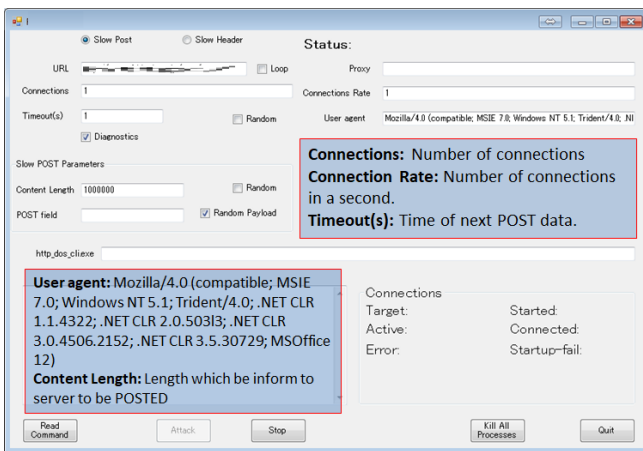 I
Slow Post
Slow Header
Status:
URL
Loop
Proxy
Connections
1
Connections Rate
1
Timeout(s)
1
Random
User agent
Mozilla/4.0 (compatible; MSIE 7.0; Windows NT 5.1; Trident/4.0; .NI
Diagnostics
Slow POST Parameters
Content Length
1000000
Random
POST field
Random Payload
Connections: Number of connections
Connection Rate: Number of connections
in a second.
Timeout(s): Time of next POST data.
http_dos_cli.exe
User agent: Mozilla/4.0 (compatible; MSIE
7.0; Windows NT 5.1; Trident/4.0; .NET CLR
1.1.4322; .NET CLR 2.0.503l3; .NET CLR
3.0.4506.2152; .NET CLR 3.5.30729; MSOffice
12)
Content Length: Length which be inform to
server to be POSTED
Connections
Target:
Started:
Active:
Connected:
Error:
Startup-fail:
Read
Command
Attack
Stop
Kill All
Processes
Quit